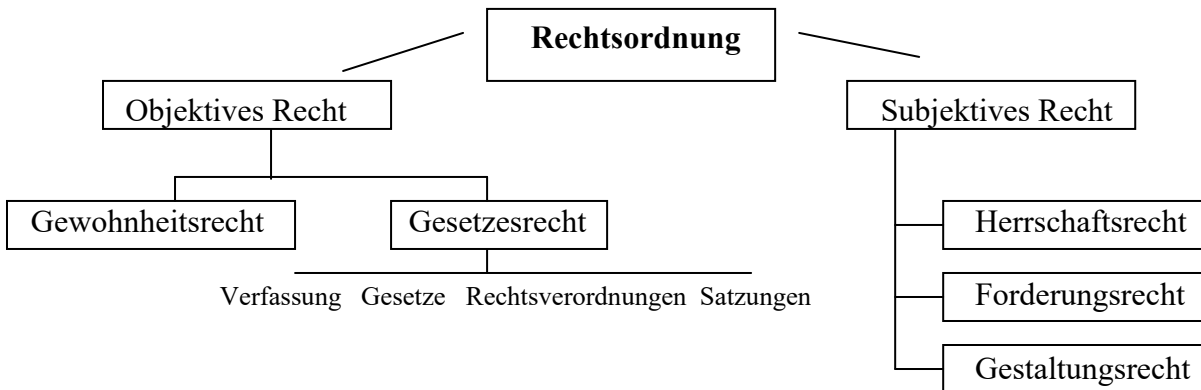 Rechtsordnung
Objektives Recht
Subjektives Recht
Gewohnheitsrecht
Gesetzesrecht
Verfassung Gesetze Rechtsverordnungen Satzungen
Herrschaftsrecht
Forderungsrecht
Gestaltungsrecht